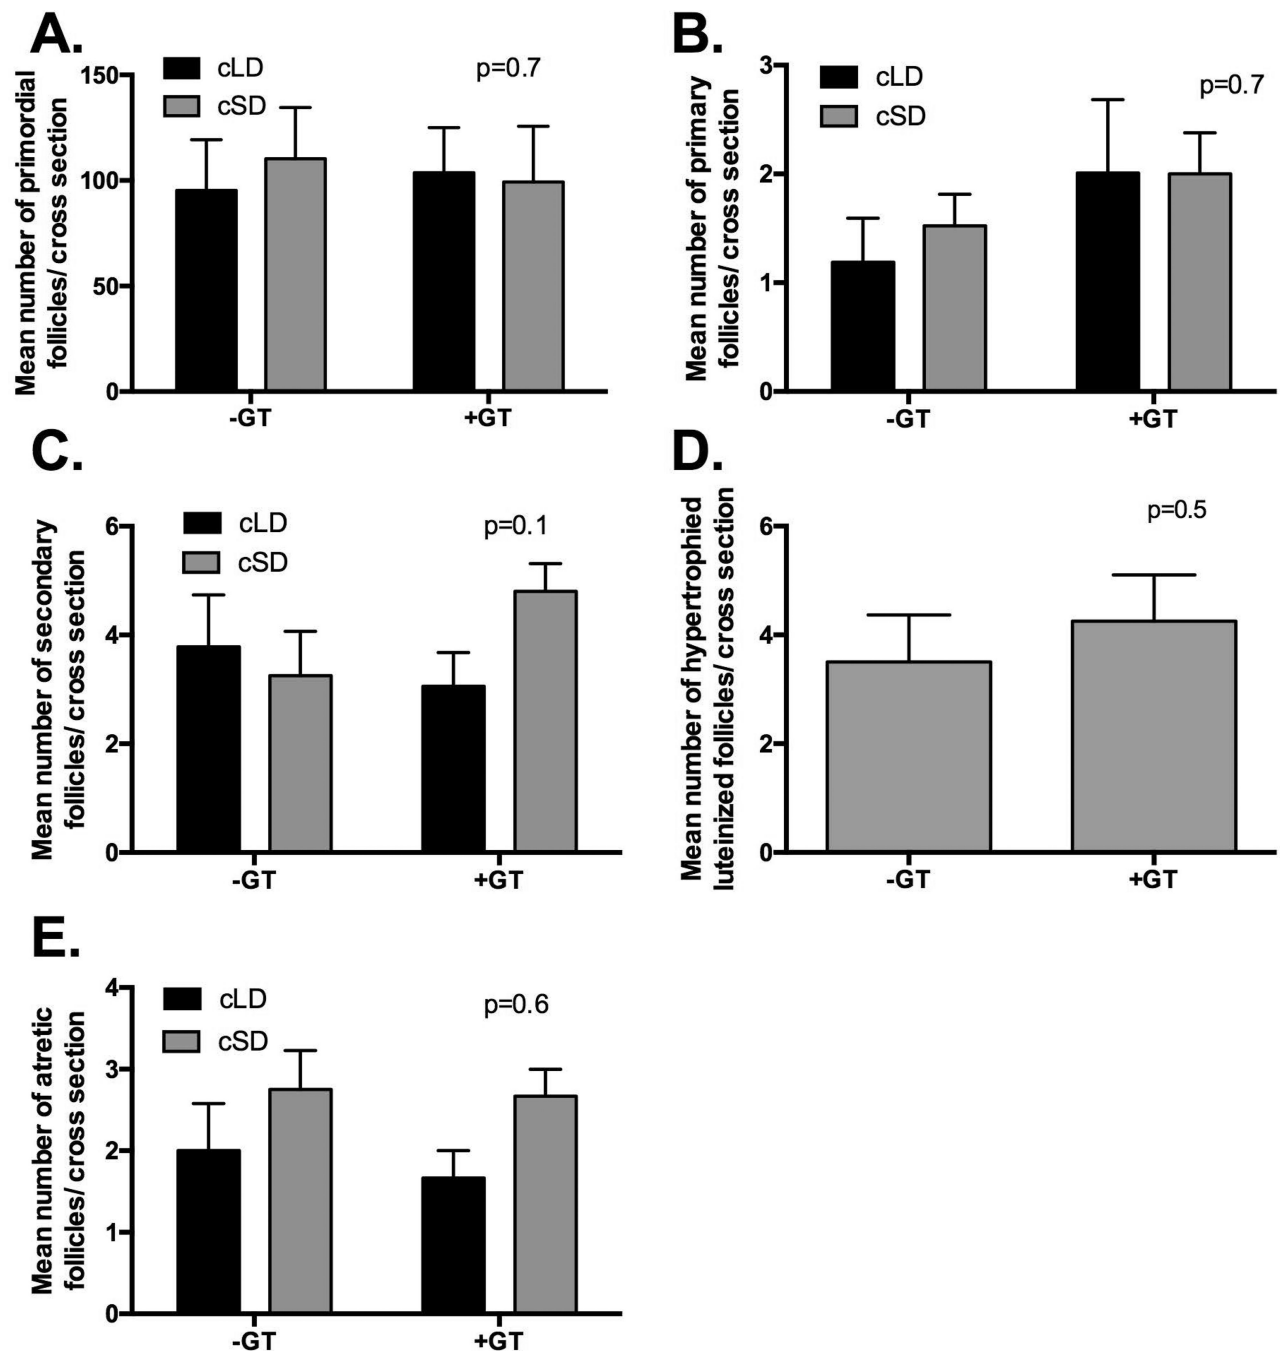 A.
Mean number of primordial
follicles/ cross section
150
100
50
0
cLD
cSD
p=0.7
-GT
+GT
B.
Mean number of primary
follicles/ cross section
3
2
1
0
cLD
cSD
p=0.7
-GT
+GT
C.
Mean number of secondary
follicles/ cross section
6
4
2
0
cLD
cSD
p=0.1
-GT
+GT
D.
Mean number of hypertrophied
luteinized follicles/ cross section
6
4
2
0
p=0.5
-GT
+GT
E.
Mean number of atretic
follicles/ cross section
4
3
2
1
0
cLD
cSD
p=0.6
-GT
+GT